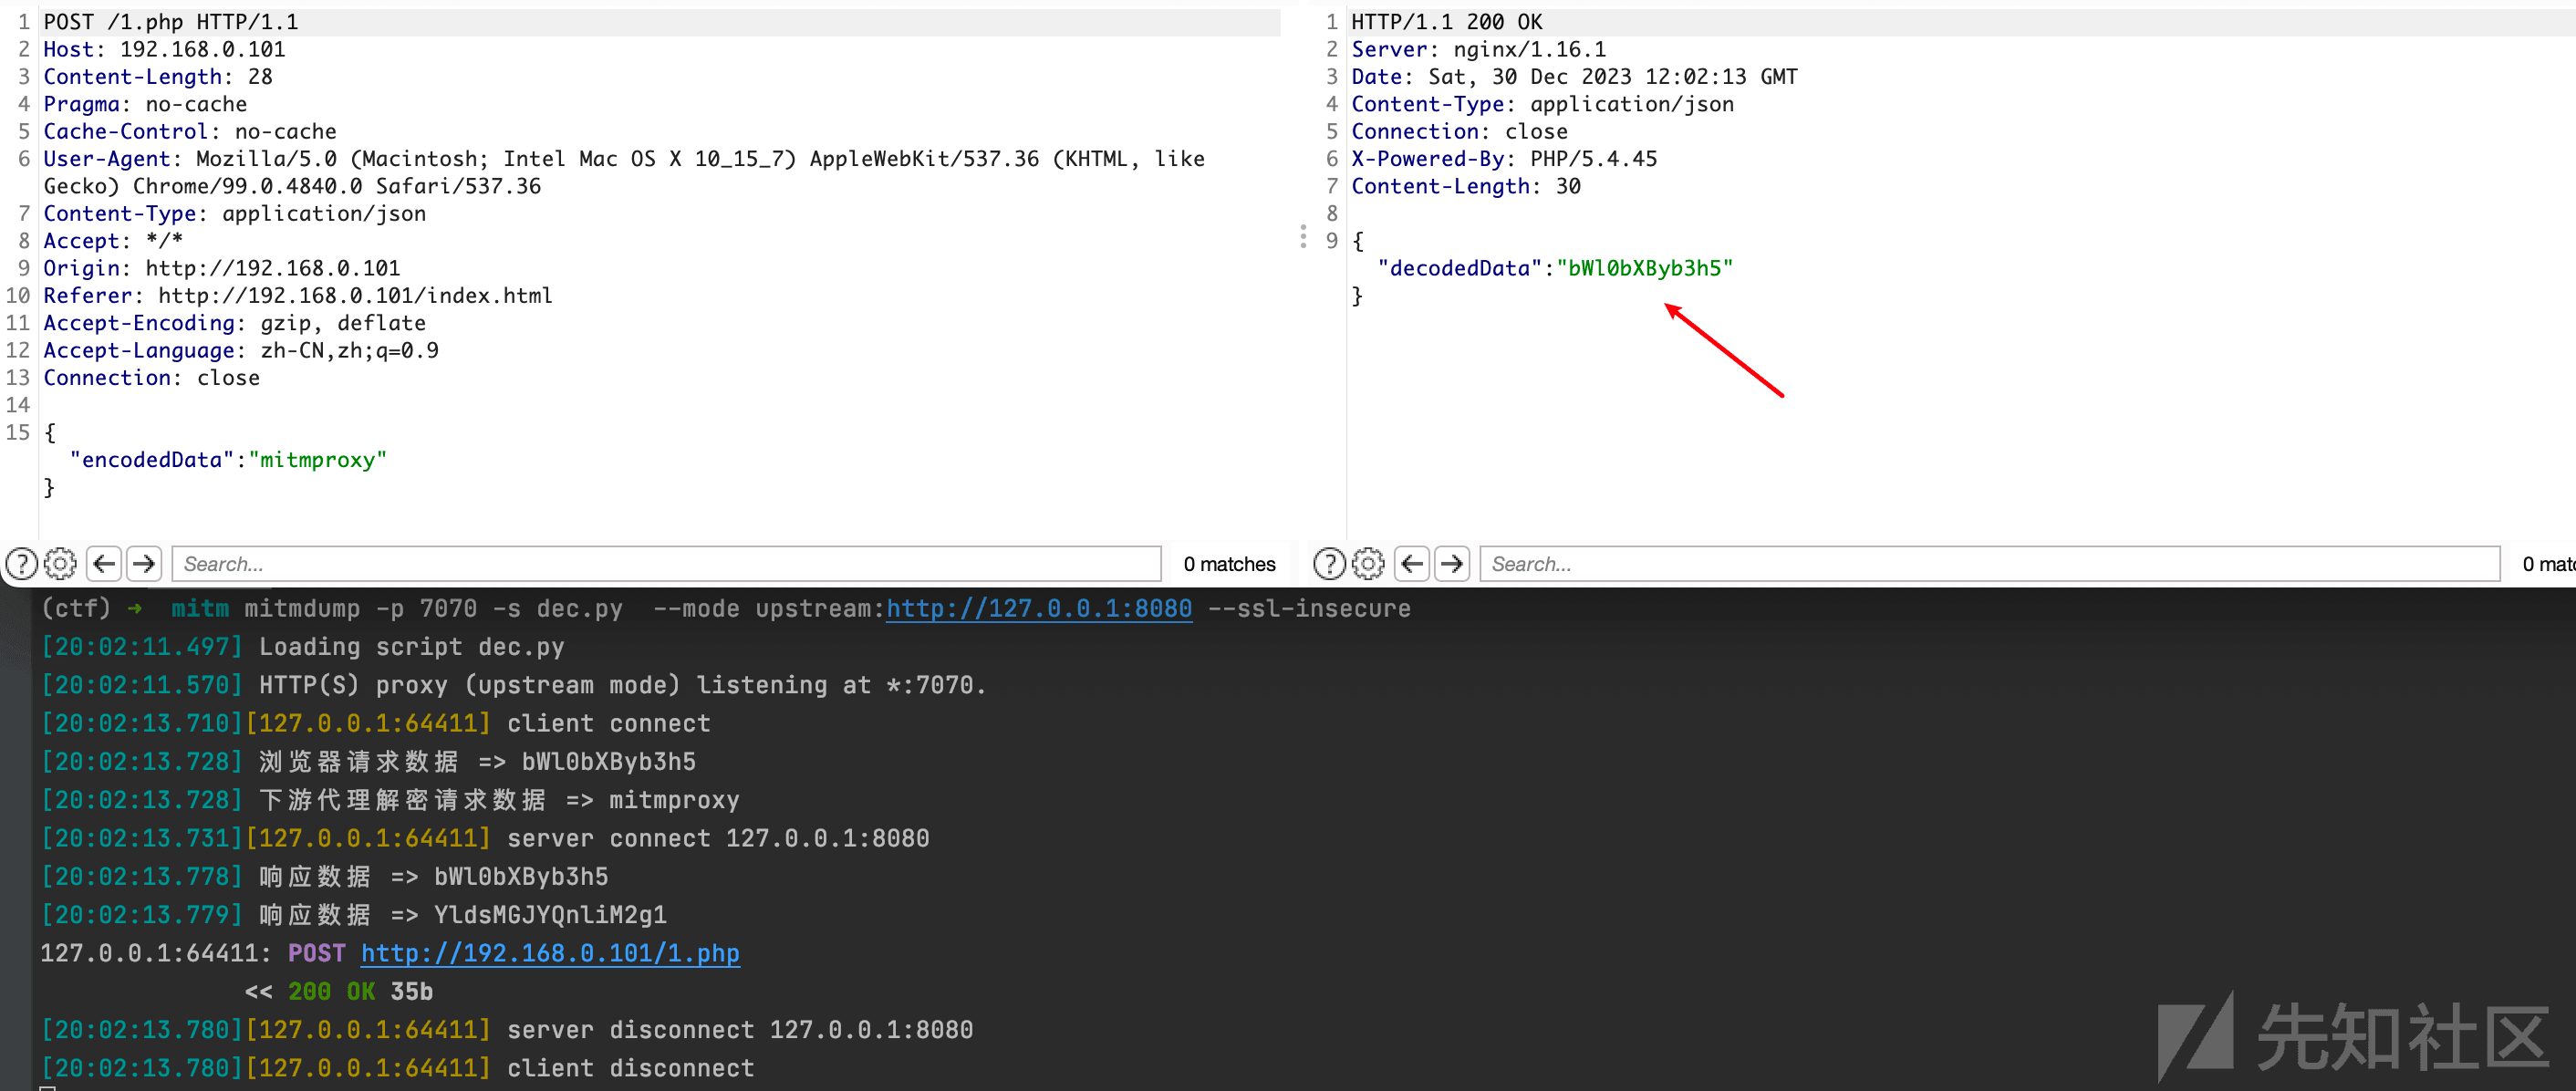 1 POST /1.php HTTP/1.1
2 Host: 192.168.0.101
3 Content-Length: 28
4 Pragma: no-cache
5 Cache-Control: no-cache
6 User-Agent: Mozilla/5.0 (Macintosh; Intel Mac OS X 10_15_7) AppleWebKit/537.36 (KHTML, like
Gecko) Chrome/99.0.4840.0 Safari/537.36
7 Content-Type: application/json
8 Accept: */*
9 Origin: http://192.168.0.101
10 Referer: http://192.168.0.101/index.html
11 Accept-Encoding: gzip, deflate
12 Accept-Language: zh-CN,zh;q=0.9
13 Connection: close
14
15 {
"encodedData":"mitmproxy"
}
Search...
0 matches
1 HTTP/1.1 200 OK
2 Server: nginx/1.16.1
3 Date: Sat, 30 Dec 2023 12:02:13 GMT
4 Content-Type: application/json
5 Connection: close
6 X-Powered-By: PHP/5.4.45
7 Content-Length: 30
8
9 {
"decodedData":"bWl0bXByb3h5"
}
Search...
0 matc
(ctf) ➜ mitm mitmdump -p 7070 -s dec.py --mode upstream:http://127.0.0.1:8080 --ssl-insecure
[20:02:11.497] Loading script dec.py
[20:02:11.570] HTTP(S) proxy (upstream mode) listening at *:7070.
[20:02:13.710][127.0.0.1:64411] client connect
[20:02:13.728] 浏览器请求数据 => bWl0bXByb3h5
[20:02:13.728] 下游代理解密请求数据 => mitmproxy
[20:02:13.731][127.0.0.1:64411] server connect 127.0.0.1:8080
[20:02:13.778] 响应数据 => bWl0bXByb3h5
[20:02:13.779] 响应数据 => YldsMGJYQnliM2g1
127.0.0.1:64411: POST http://192.168.0.101/1.php
<< 200 OK 35b
[20:02:13.780][127.0.0.1:64411] server disconnect 127.0.0.1:8080
[20:02:13.780][127.0.0.1:64411] client disconnect
先知社区